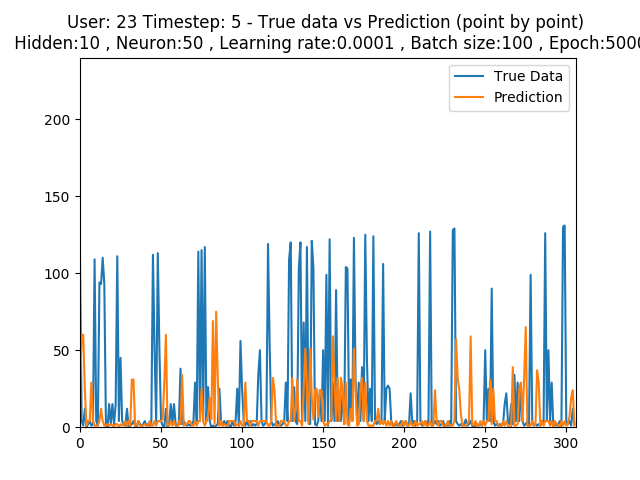 User: 23 Timestep: 5 - True data vs Prediction (point by point)
Hidden:10 , Neuron:50 , Learning rate:0.0001 , Batch size:100 , Epoch:5000
True Data
Prediction
200
150
100
50
0
0 50 100 150 200 250 300